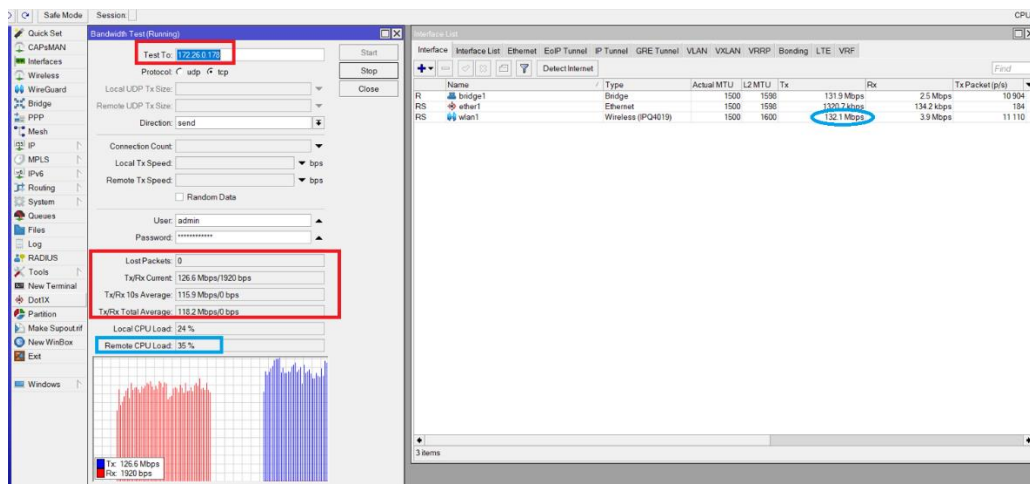 Safe Mode Session: CPU
Quick Set
CAPsMAN
Interfaces
Wireless
WireGuard
Bridge
PPP
Mesh
IP
MPLS
IPv6
Routing
System
Queues
Files
Log
RADIUS
Tools
New Terminal
Dot1X
Partition
Make Supout.rif
New WinBox
Exit
Windows
Bandwidth Test (Running)
Test To: 172.26.0.178
Protocol: udp tcp
Local UDP Tx Size:
Remote UDP Tx Size:
Direction: send
Connection Count:
Local Tx Speed: bps
Remote Tx Speed: bps
Random Data
User: admin
Password: ************
Lost Packets: 0
Tx/Rx Current: 126.6 Mbps/1920 bps
Tx/Rx 10s Average: 115.9 Mbps/0 bps
Tx/Rx Total Average: 118.2 Mbps/0 bps
Local CPU Load: 24 %
Remote CPU Load: 35 %
Tx: 126.6 Mbps
Rx: 1920 bps
Start
Stop
Close
Interface List
Interface Interface List Ethernet EoIP Tunnel IP Tunnel GRE Tunnel VLAN VXLAN VRRP Bonding LTE VRF
Detect Internet Find
Name Type Actual MTU L2 MTU Tx Rx Tx Packet (p/s)
R bridge1 Bridge 1500 1598 131.9 Mbps 2.5 Mbps 10 904
RS ether1 Ethernet 1500 1598 1320.7 kbps 134.2 kbps 184
RS wlan1 Wireless (IPQ4019) 1500 1600 132.1 Mbps 3.9 Mbps 11 110
3 items